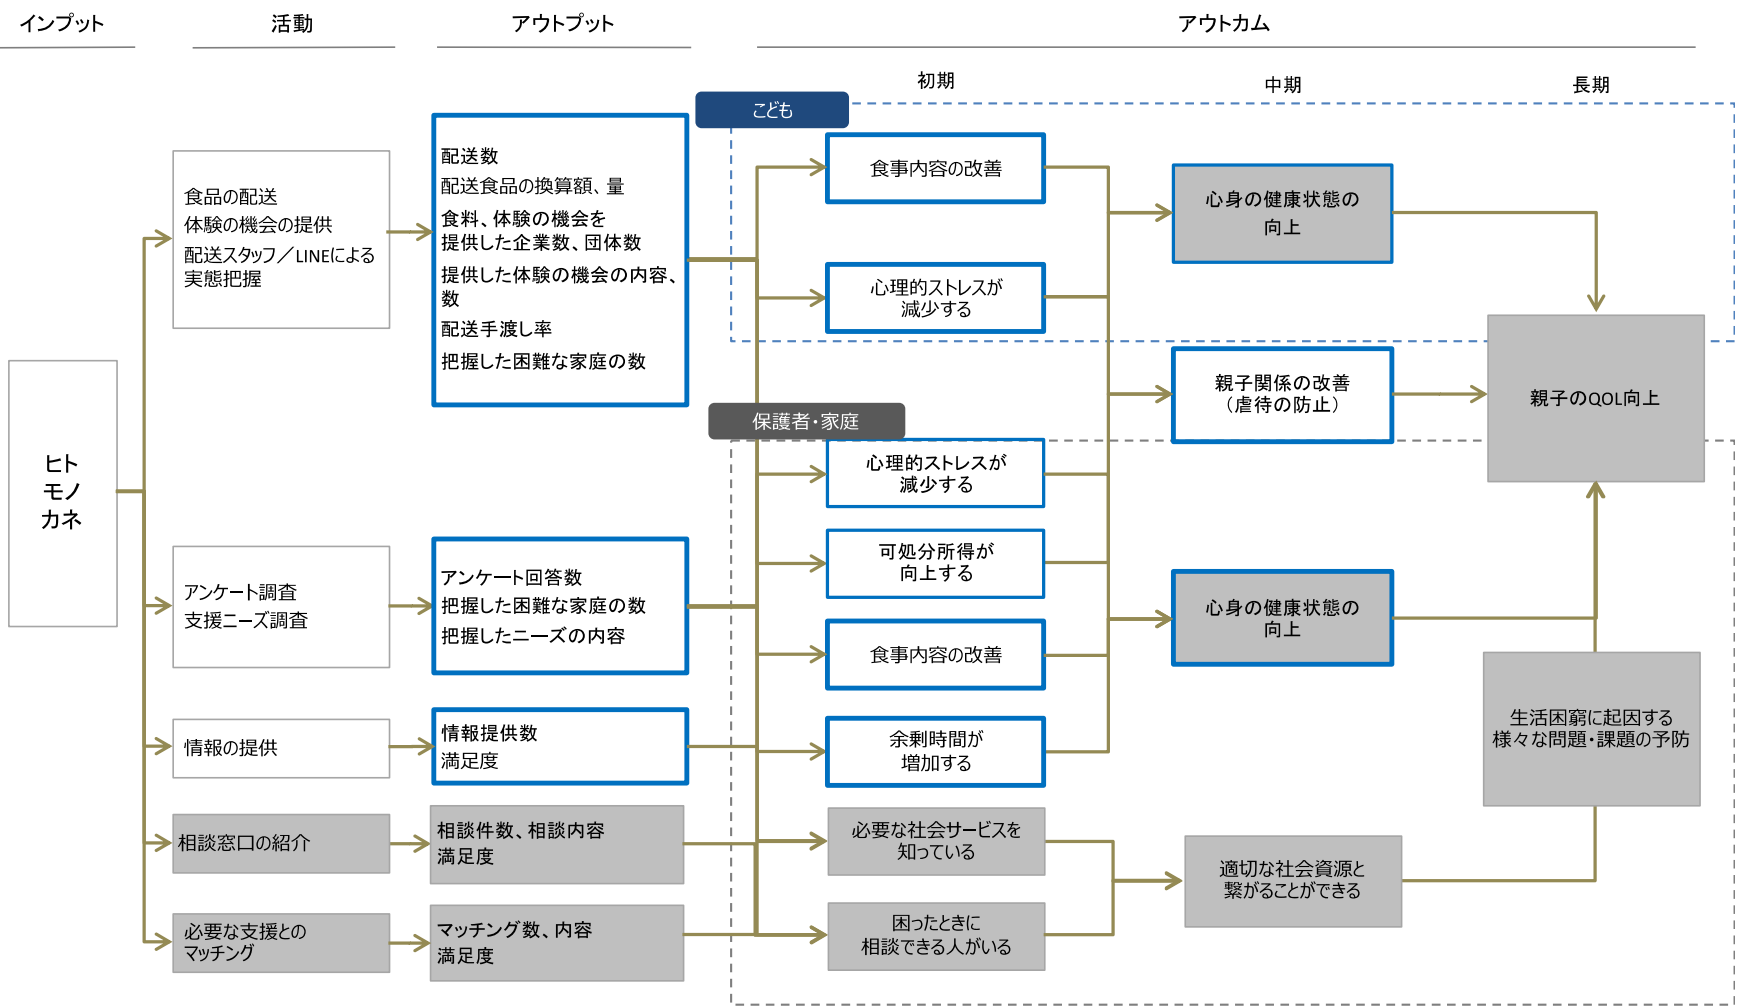 インプット
活動
アウトプット
アウトカム
初期
中期
長期
こども
ヒト
モノ
カネ
食品の配送
体験の機会の提供
配送スタッフ／LINEによる
実態把握
アンケート調査
支援ニーズ調査
情報の提供
相談窓口の紹介
必要な支援との
マッチング
配送数
配送食品の換算額、量
食料、体験の機会を
提供した企業数、団体数
提供した体験の機会の内容、
数
配送手渡し率
把握した困難な家庭の数
アンケート回答数
把握した困難な家庭の数
把握したニーズの内容
情報提供数
満足度
相談件数、相談内容
満足度
マッチング数、内容
満足度
食事内容の改善
心理的ストレスが
減少する
保護者・家庭
心理的ストレスが
減少する
可処分所得が
向上する
食事内容の改善
余剰時間が
増加する
必要な社会サービスを
知っている
困ったときに
相談できる人がいる
心身の健康状態の
向上
親子関係の改善
（虐待の防止）
心身の健康状態の
向上
適切な社会資源と
繋がることができる
親子のQOL向上
生活困窮に起因する
様々な問題・課題の予防